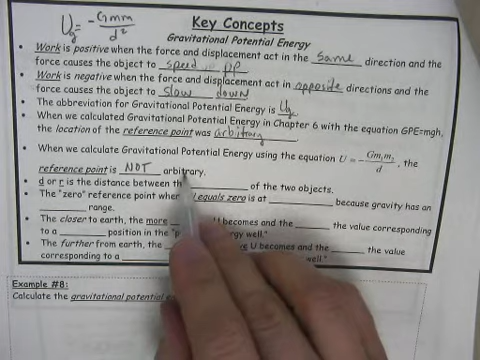 Ug = -Gmm/d²
Key Concepts
Gravitational Potential Energy
• Work is positive when the force and displacement act in the same direction and the
force causes the object to speed up.
• Work is negative when the force and displacement act in opposite directions and the
force causes the object to slow down
• The abbreviation for Gravitational Potential Energy is Ug
• When we calculated Gravitational Potential Energy in Chapter 6 with the equation GPE=mgh,
the location of the reference point was arbitrary.
• When we calculate Gravitational Potential Energy using the equation U = -Gm₁m₂/d, the
reference point is NOT arbitrary.
• d or r is the distance between the ______ of the two objects.
• The "zero" reference point when U equals zero is at ______ because gravity has an
______ range.
• The closer to earth, the more ______ U becomes and the ______ the value corresponding
to a ______ position in the
• The further from earth, the U becomes and the ______ the value
corresponding to a ______ well."
Example #8:
Calculate the gravitational potential